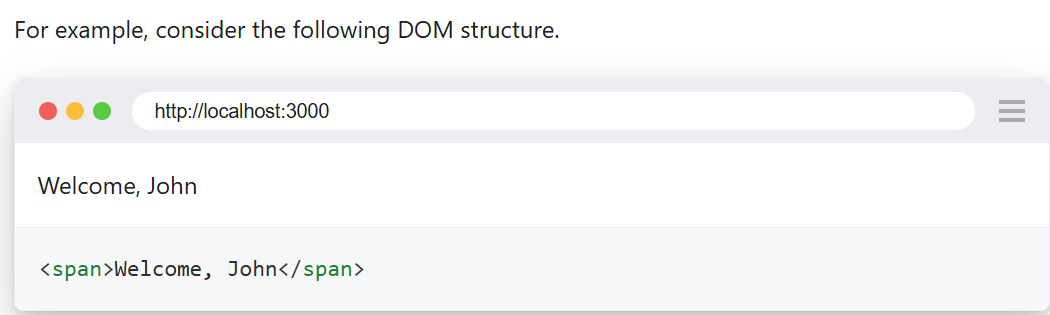 For example, consider the following DOM structure.
http://localhost:3000
Welcome, John
<span>Welcome, John</span>